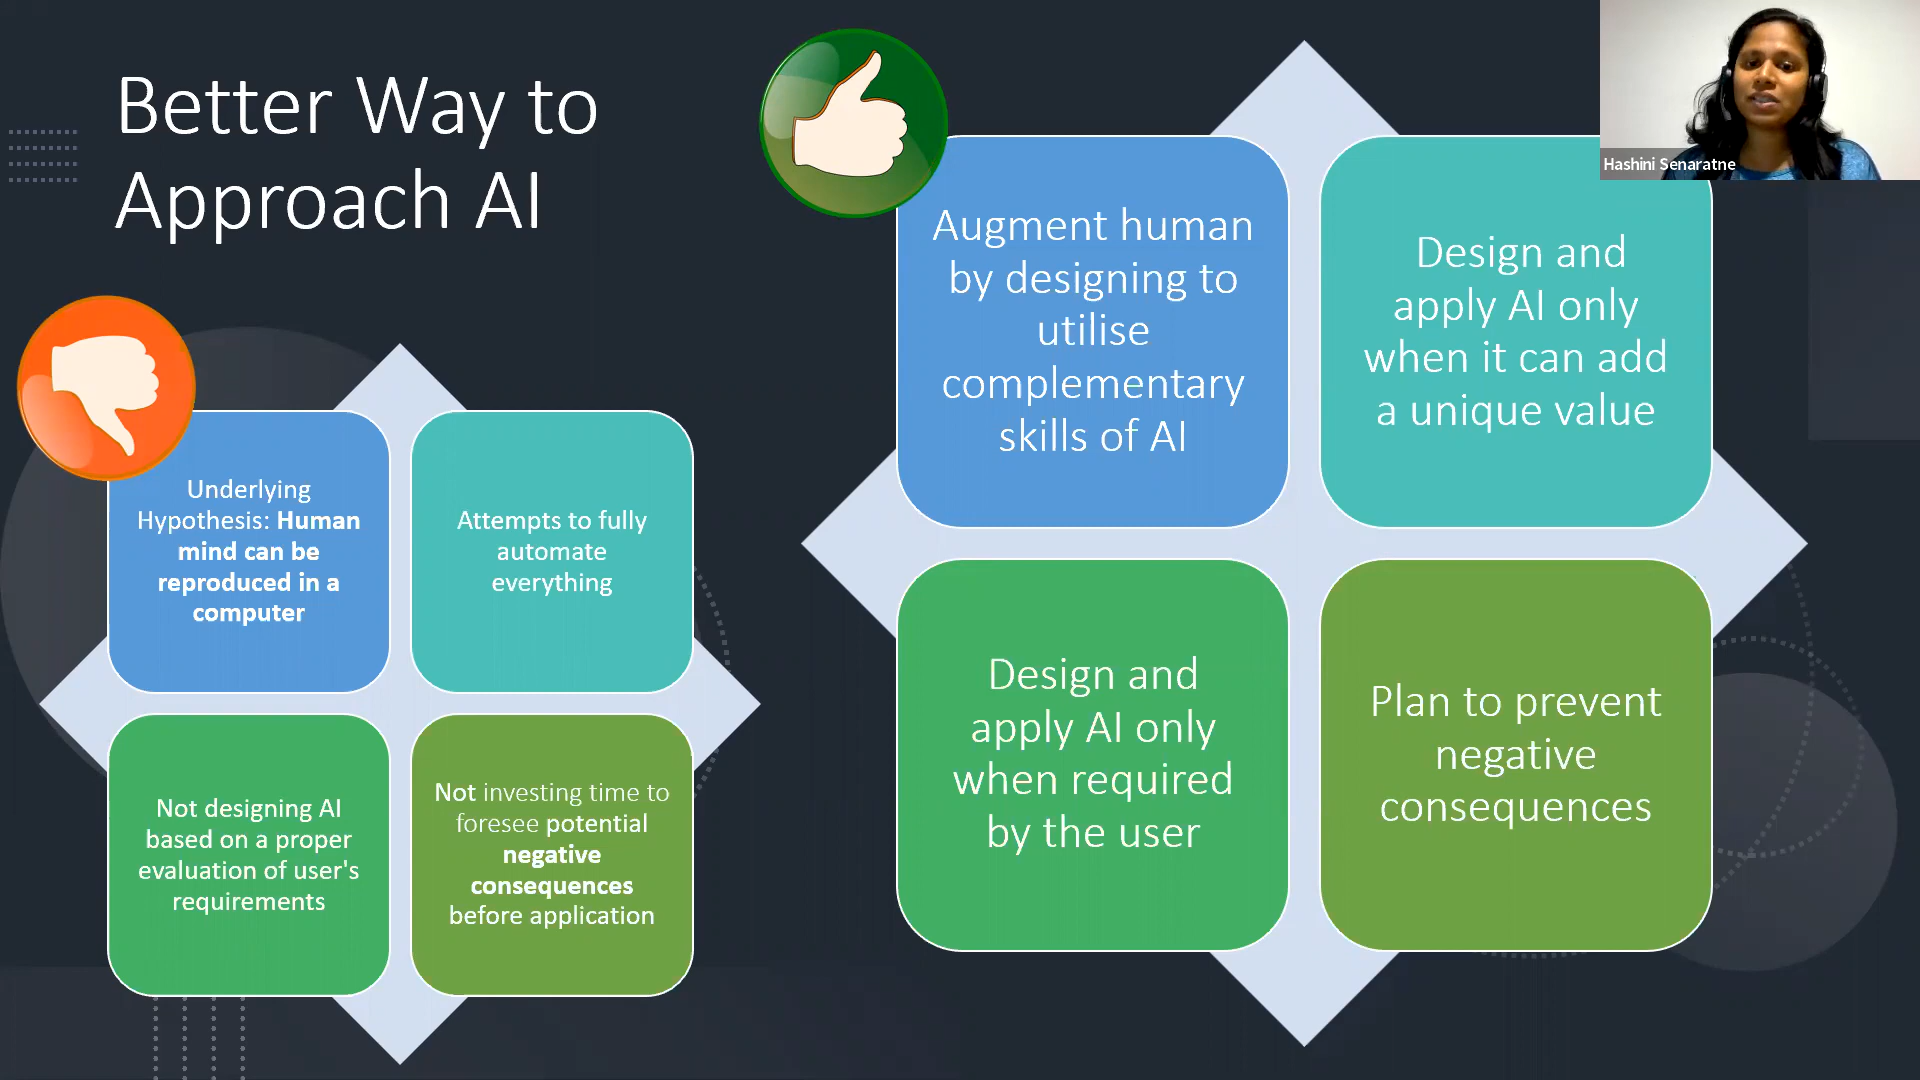 Better Way to
Approach AI
Underlying
Hypothesis: Human
mind can be
reproduced in a
computer
Attempts to fully
automate
everything
Not designing AI
based on a proper
evaluation of user's
requirements
Not investing time to
foresee potential
negative
consequences
before application
Augment human
by designing to
utilise
complementary
skills of AI
Design and
apply AI only
when it can add
a unique value
Design and
apply AI only
when required
by the user
Plan to prevent
negative
consequences
Hashini Senaratne